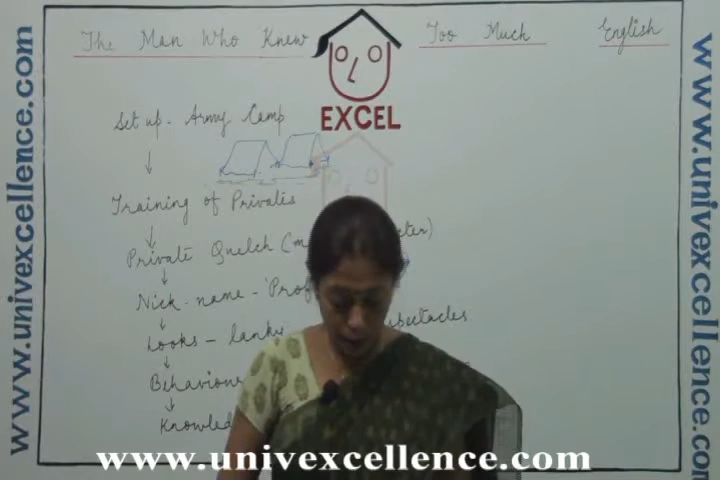 The Man Who Knew Too Much English
EXCEL
Set up - Army Camp
Training of Privates
Private Quelch (
Nick-name - 'Prof
Looks - lanky spectacles
Behaviour
Knowled
www.univexcellence.com
www.univexcellence.com
www.univexcellence.com